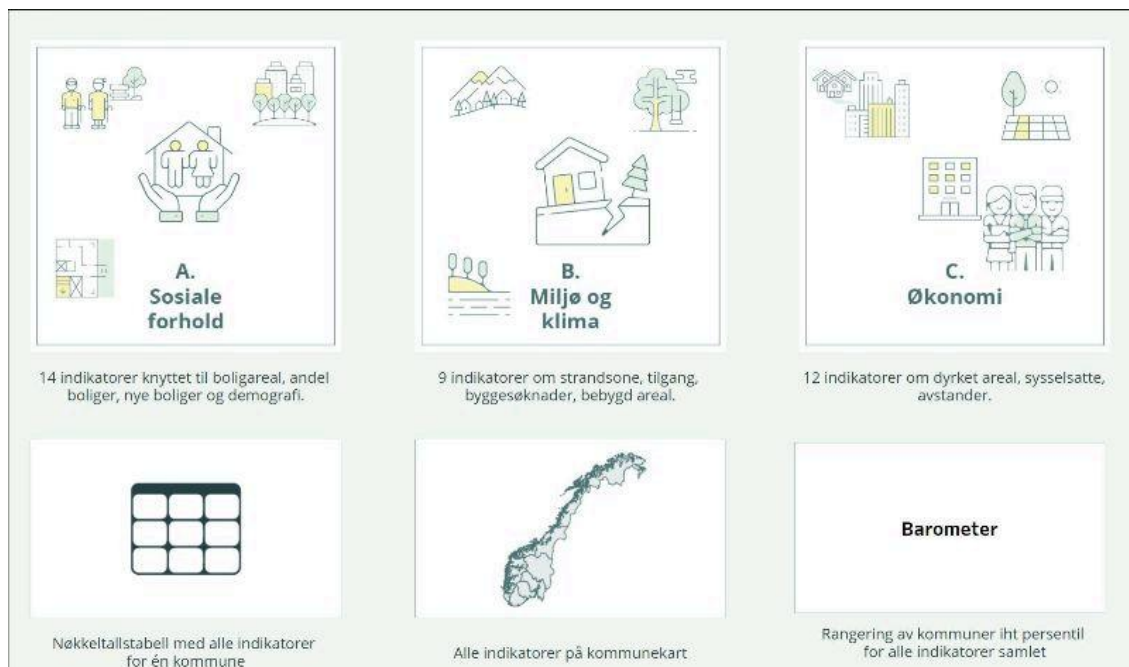 A.
Sosiale
forhold
14 indikatorer knyttet til boligareal, andel
boliger, nye boliger og demografi.
B.
Miljø og
klima
9 indikatorer om strandsone, tilgang,
byggesøknader, bebygd areal.
C.
Økonomi
12 indikatorer om dyrket areal, sysselsatte,
avstander.
Nøkkeltallstabell med alle indikatorer
for én kommune
Alle indikatorer på kommunekart
Barometer
Rangering av kommuner iht persentil
for alle indikatorer samlet